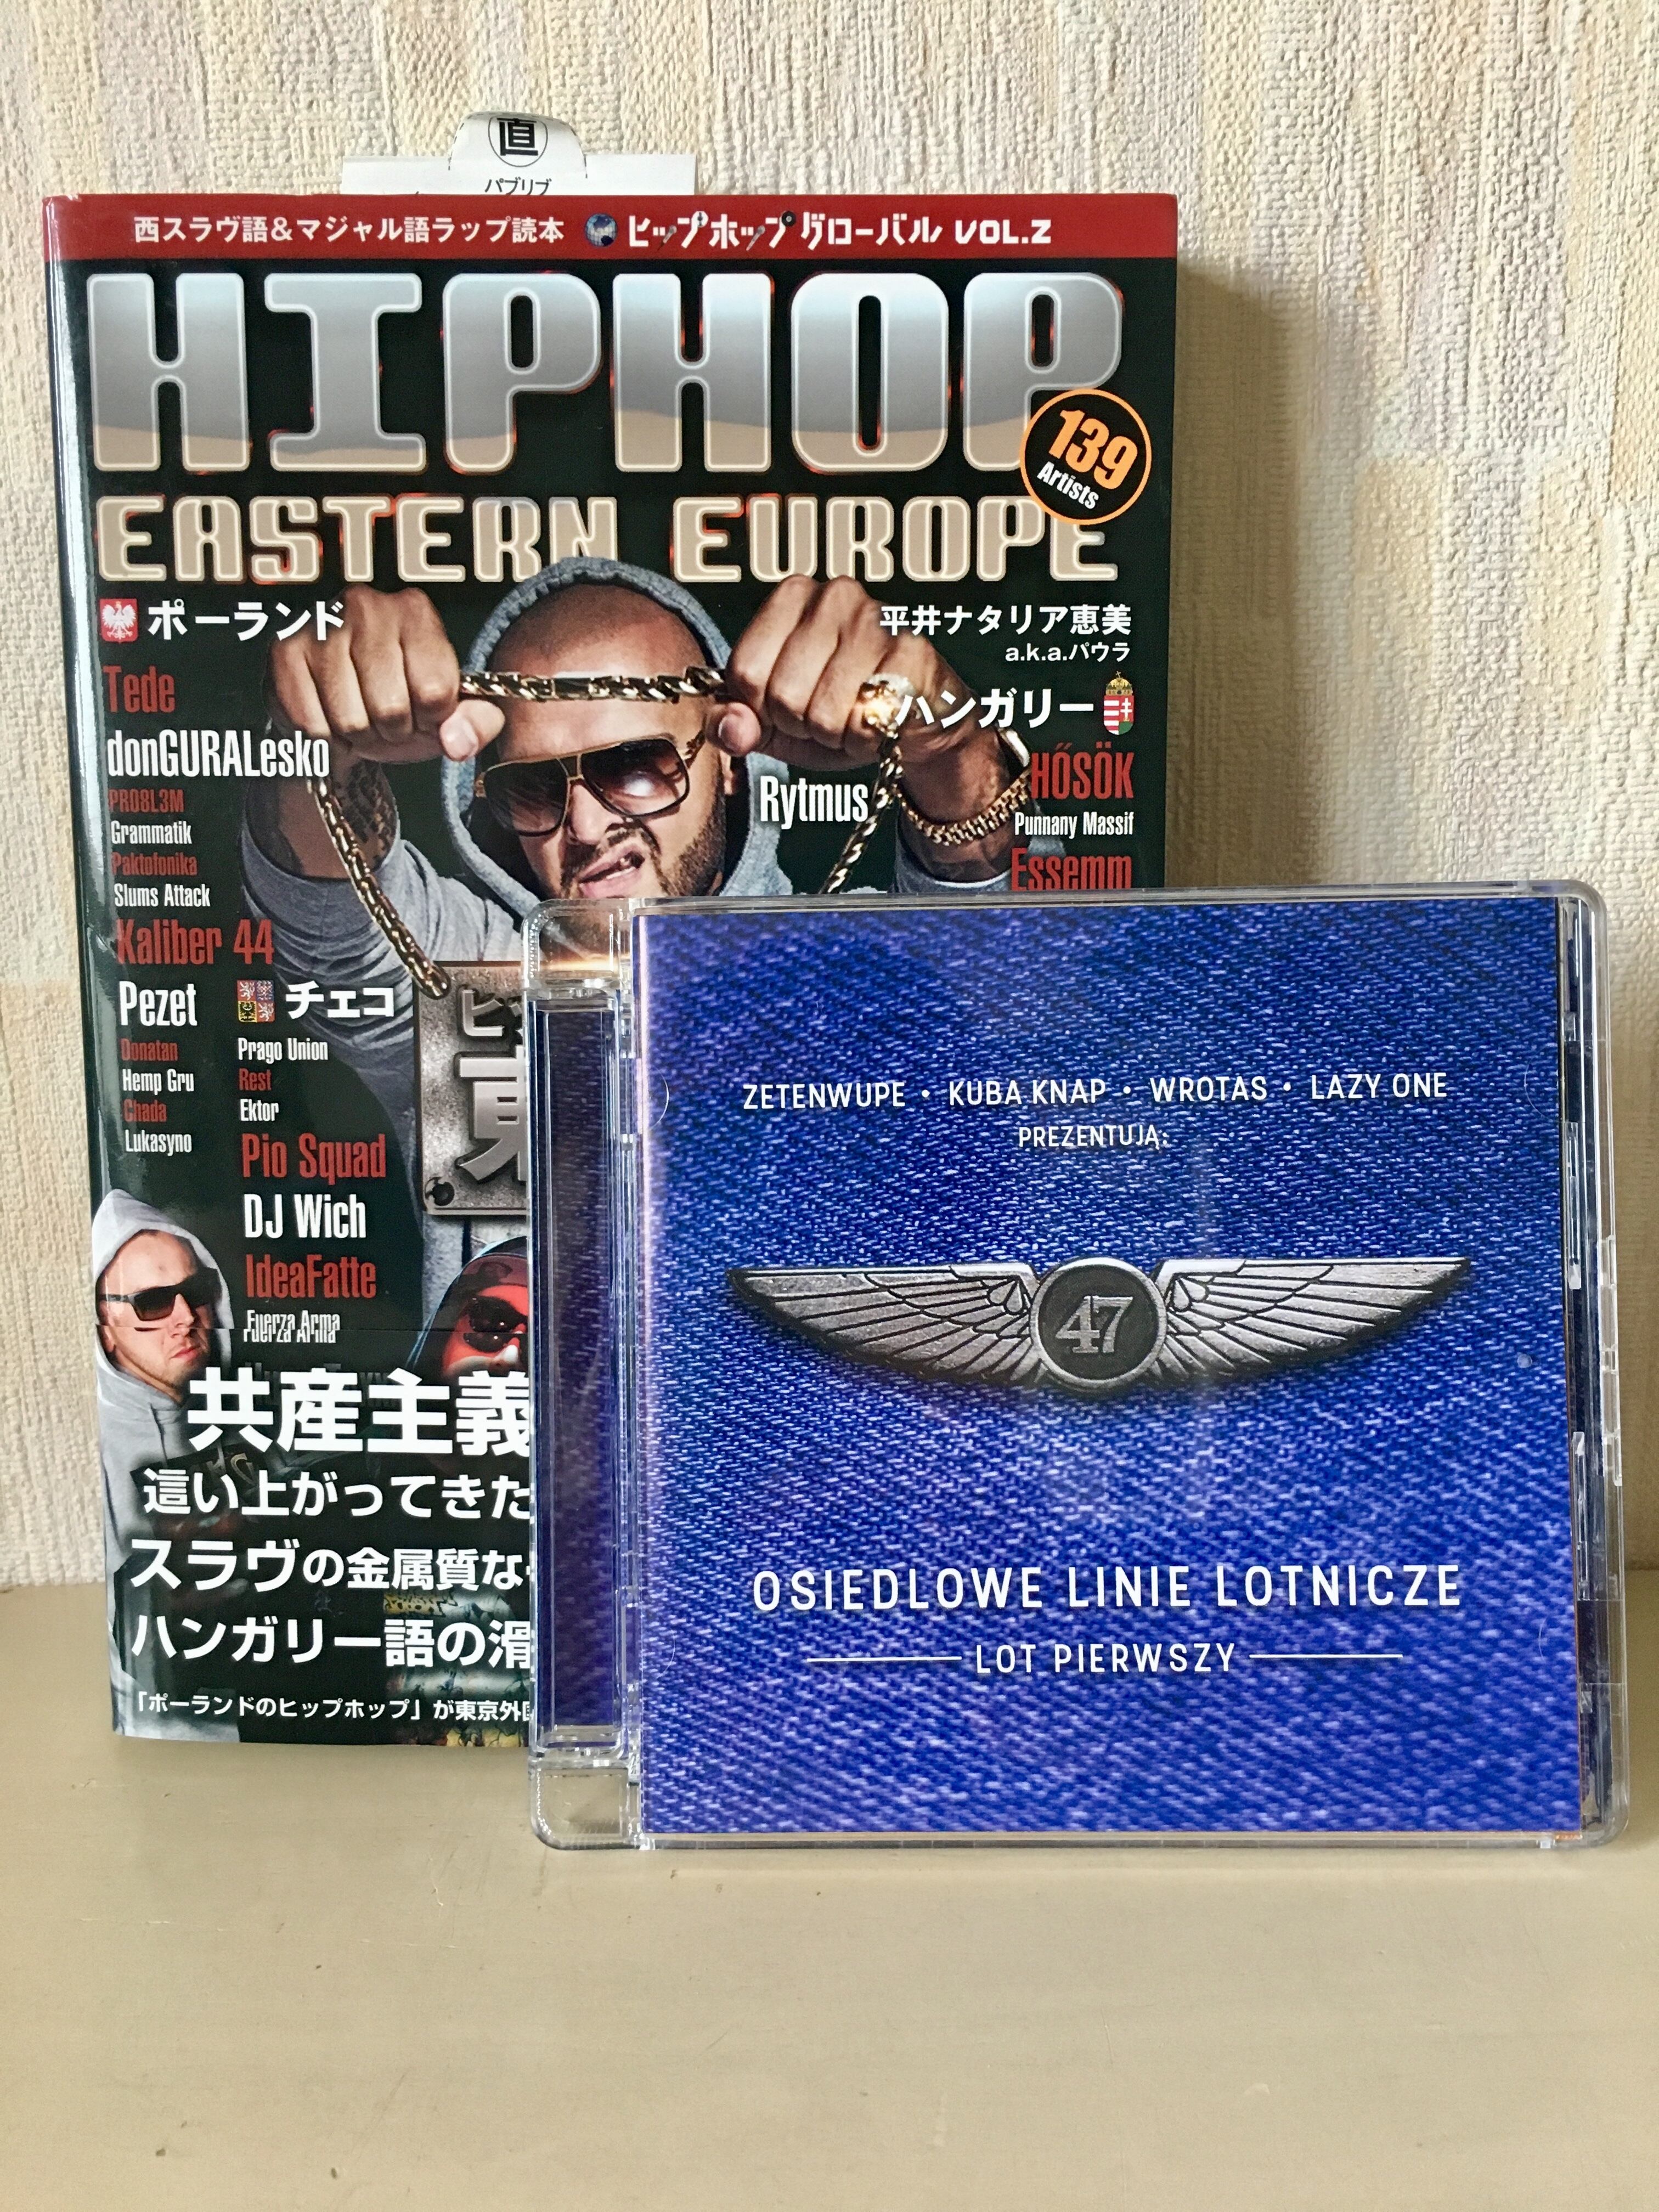 直
パブリブ
西スラヴ語&マジャル語ラップ読本 ヒップホップグローバル VOL.2
HIPHOP
139
Artists
EASTERN EUROPE
ポーランド
Tede
donGURALesko
PRO8L3M
Grammatik
Paktofonika
Slums Attack
Kaliber 44
Pezet
Donatan
Hemp Gru
Chada
Lukasyno
チェコ
Prago Union
Rest
Ektor
Pio Squad
DJ Wich
IdeaFatte
Fuerza Arma
Rytmus
平井ナタリア恵美
a.k.a.パウラ
ハンガリー
HŐSÖK
Punnany Massif
Essemm
共産主義
這い上がってきた
スラヴの金属質な
ハンガリー語の滑
「ポーランドのヒップホップ」が東京外
ZETENWUPE • KUBA KNAP • WROTAS • LAZY ONE
PREZENTUJĄ:
47
OSIEDLOWE LINIE LOTNICZE
LOT PIERWSZY